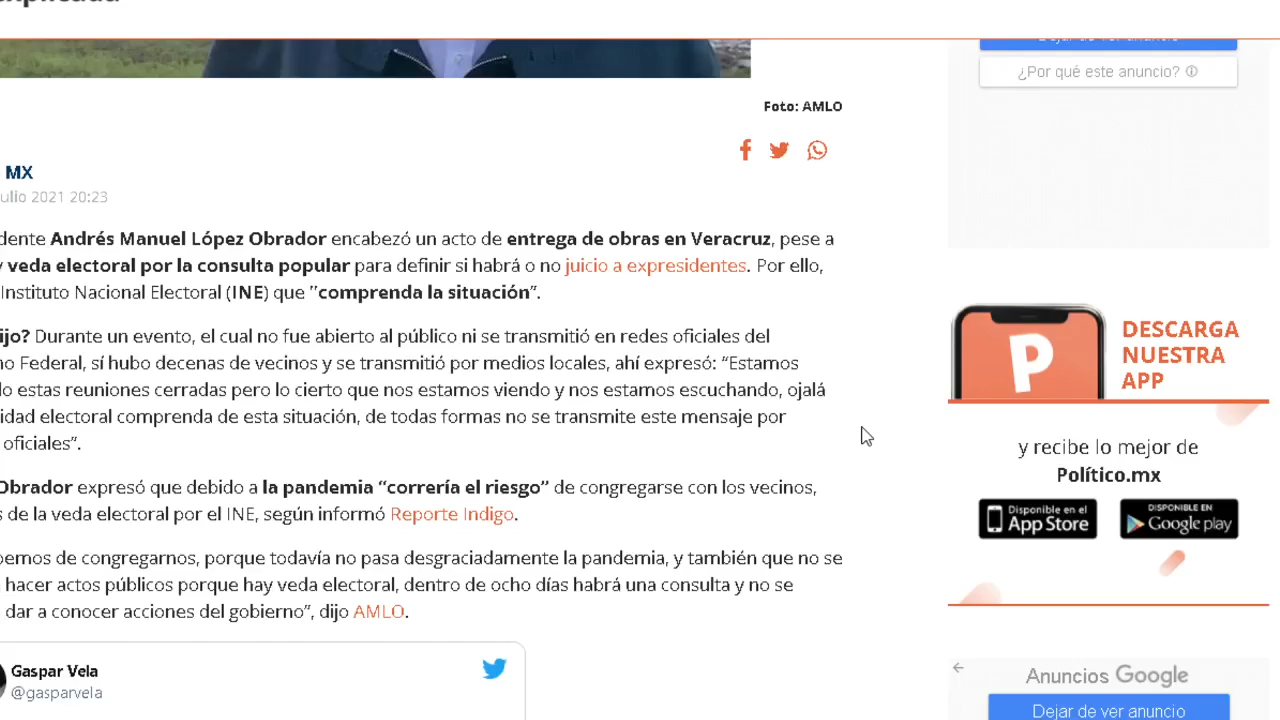 Dejar de ver anuncio
¿Por qué este anuncio?
Foto: AMLO
MX
ulio 2021 20:23
dente Andrés Manuel López Obrador encabezó un acto de entrega de obras en Veracruz, pese a
veda electoral por la consulta popular para definir si habrá o no juicio a expresidentes. Por ello,
Instituto Nacional Electoral (INE) que "comprenda la situación".
ijo? Durante un evento, el cual no fue abierto al público ni se transmitió en redes oficiales del
no Federal, sí hubo decenas de vecinos y se transmitió por medios locales, ahí expresó: “Estamos
do estas reuniones cerradas pero lo cierto que nos estamos viendo y nos estamos escuchando, ojalá
idad electoral comprenda de esta situación, de todas formas no se transmite este mensaje por
oficiales”.
Obrador expresó que debido a la pandemia “correría el riesgo” de congregarse con los vecinos,
s de la veda electoral por el INE, según informó Reporte Indigo.
bemos de congregarnos, porque todavía no pasa desgraciadamente la pandemia, y también que no se
hacer actos públicos porque hay veda electoral, dentro de ocho días habrá una consulta y no se
dar a conocer acciones del gobierno”, dijo AMLO.
Gaspar Vela
@gasparvela
P
DESCARGA
NUESTRA
APP
y recibe lo mejor de
Político.mx
Disponible en el
App Store
DISPONIBLE EN
Google play
Anuncios Google
Dejar de ver anuncio